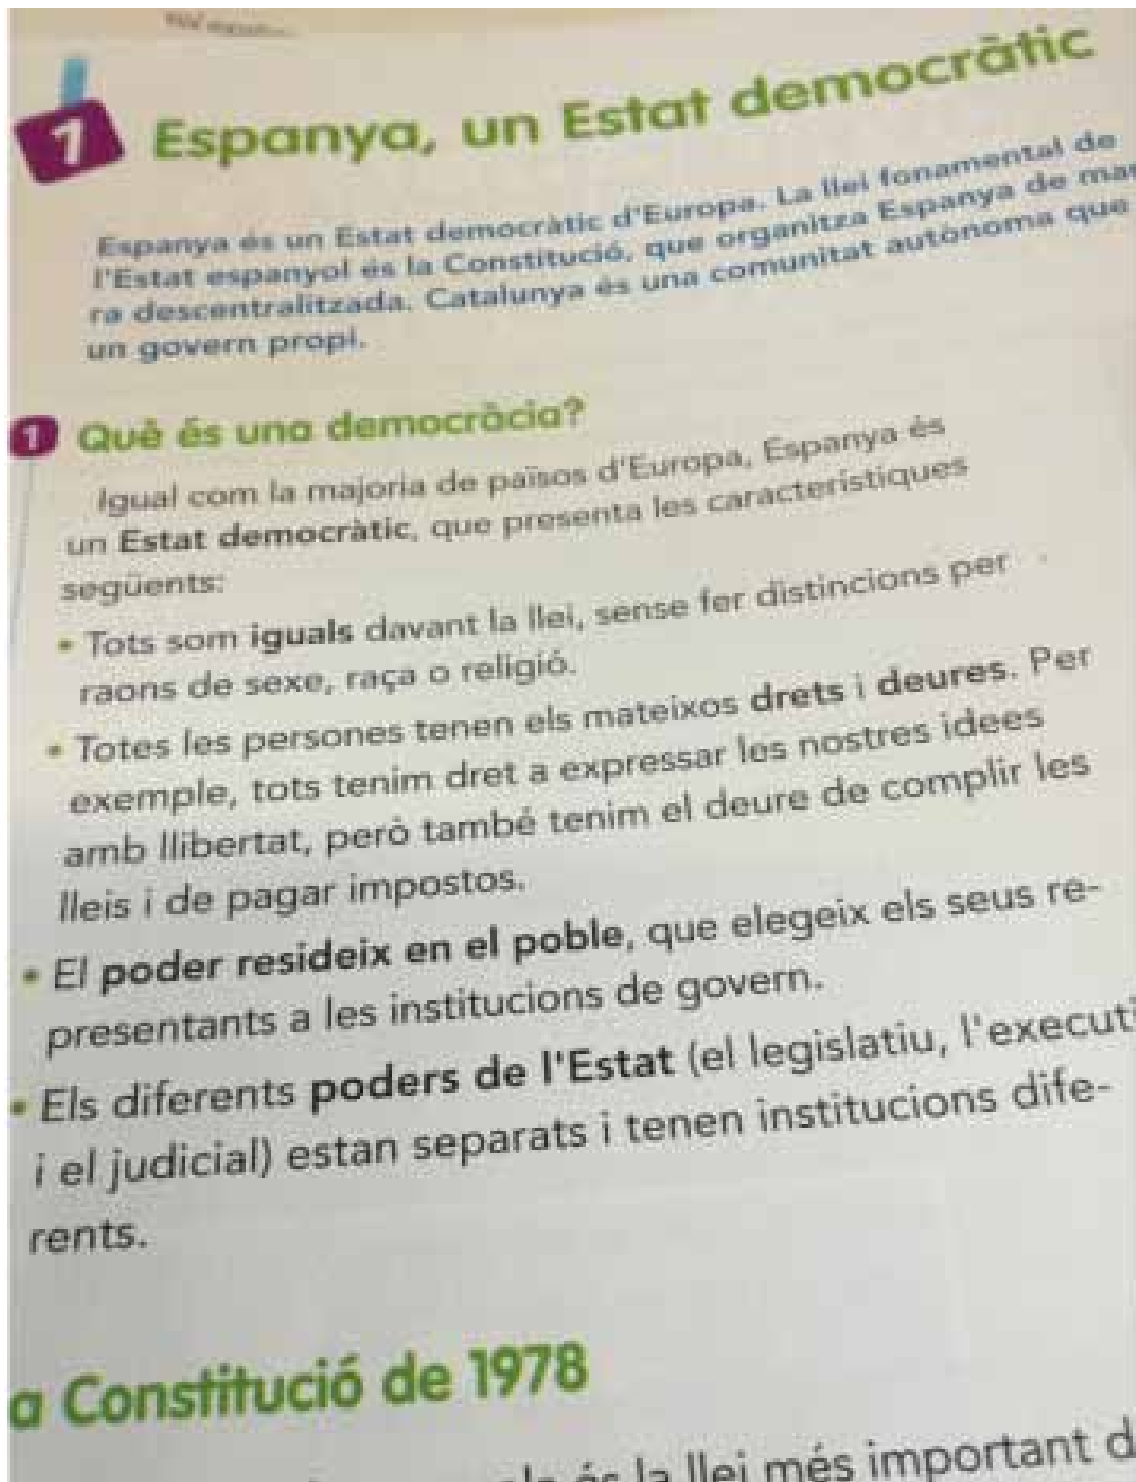 1 Espanya, un Estat democràtic
Espanya és un Estat democràtic d'Europa. La llei fonamental de
l'Estat espanyol és la Constitució, que organitza Espanya de ma
ra descentralitzada. Catalunya és una comunitat autònoma que
un govern propi.
1 Què és una democràcia?
Igual com la majoria de països d'Europa, Espanya és
un Estat democràtic, que presenta les característiques
següents:
• Tots som iguals davant la llei, sense fer distincions per
raons de sexe, raça o religió.
• Totes les persones tenen els mateixos drets i deures. Per
exemple, tots tenim dret a expressar les nostres idees
amb llibertat, però també tenim el deure de complir les
lleis i de pagar impostos.
• El poder resideix en el poble, que elegeix els seus re-
presentants a les institucions de govern.
• Els diferents poders de l'Estat (el legislatiu, l'executi
i el judicial) estan separats i tenen institucions dife-
rents.
a Constitució de 1978
és la llei més important d